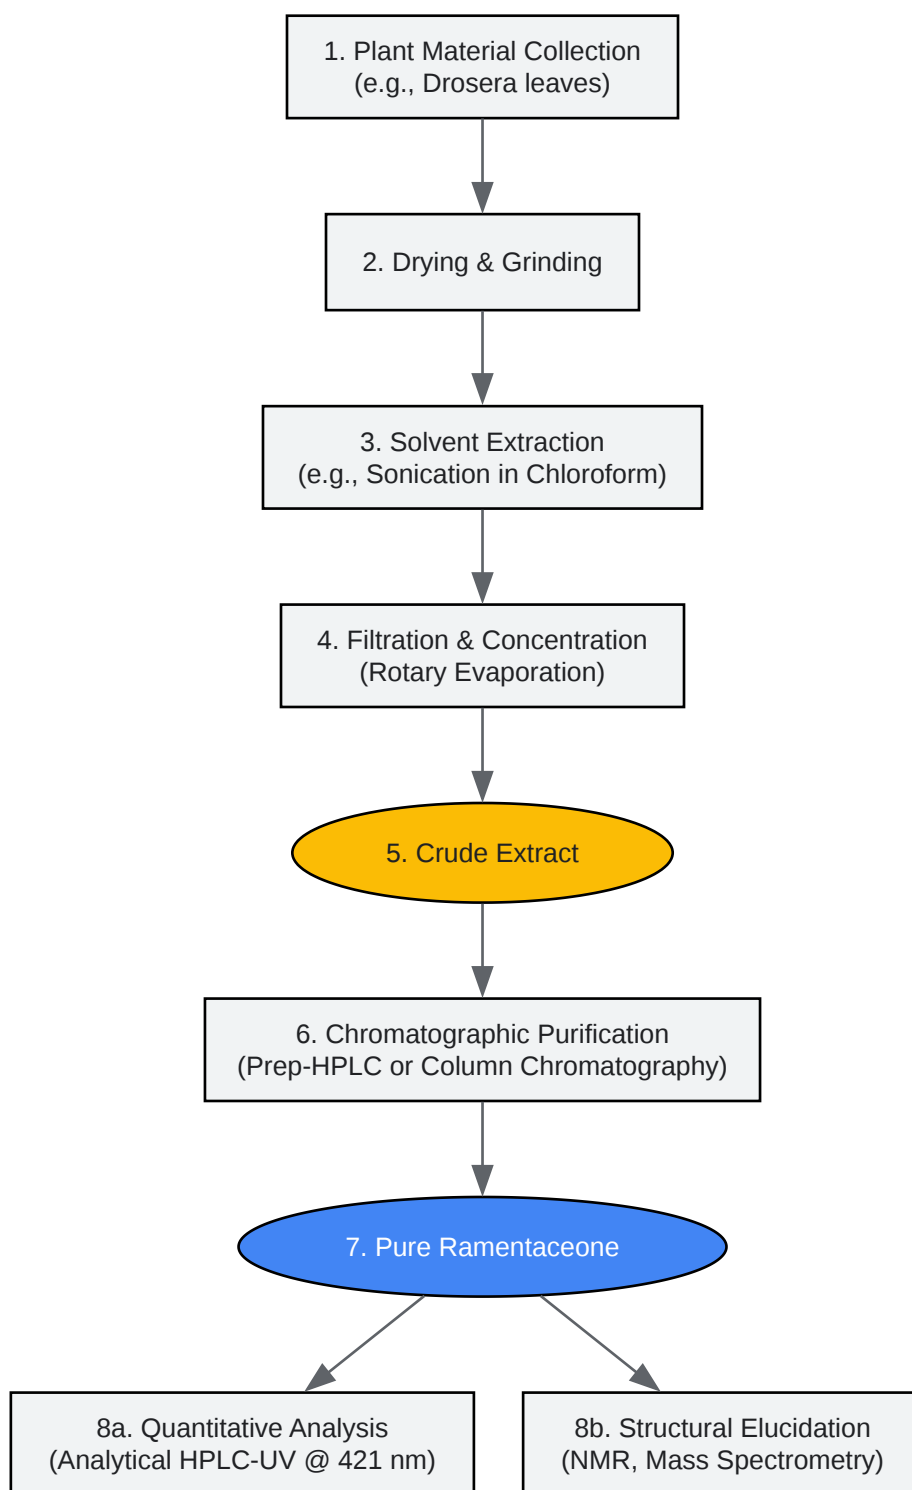 1. Plant Material Collection
(e.g., Drosera leaves)
2. Drying & Grinding
3. Solvent Extraction
(e.g., Sonication in Chloroform)
4. Filtration & Concentration
(Rotary Evaporation)
5. Crude Extract
6. Chromatographic Purification
(Prep-HPLC or Column Chromatography)
7. Pure Ramentaceone
8a. Quantitative Analysis
(Analytical HPLC-UV @ 421 nm)
8b. Structural Elucidation
(NMR, Mass Spectrometry)